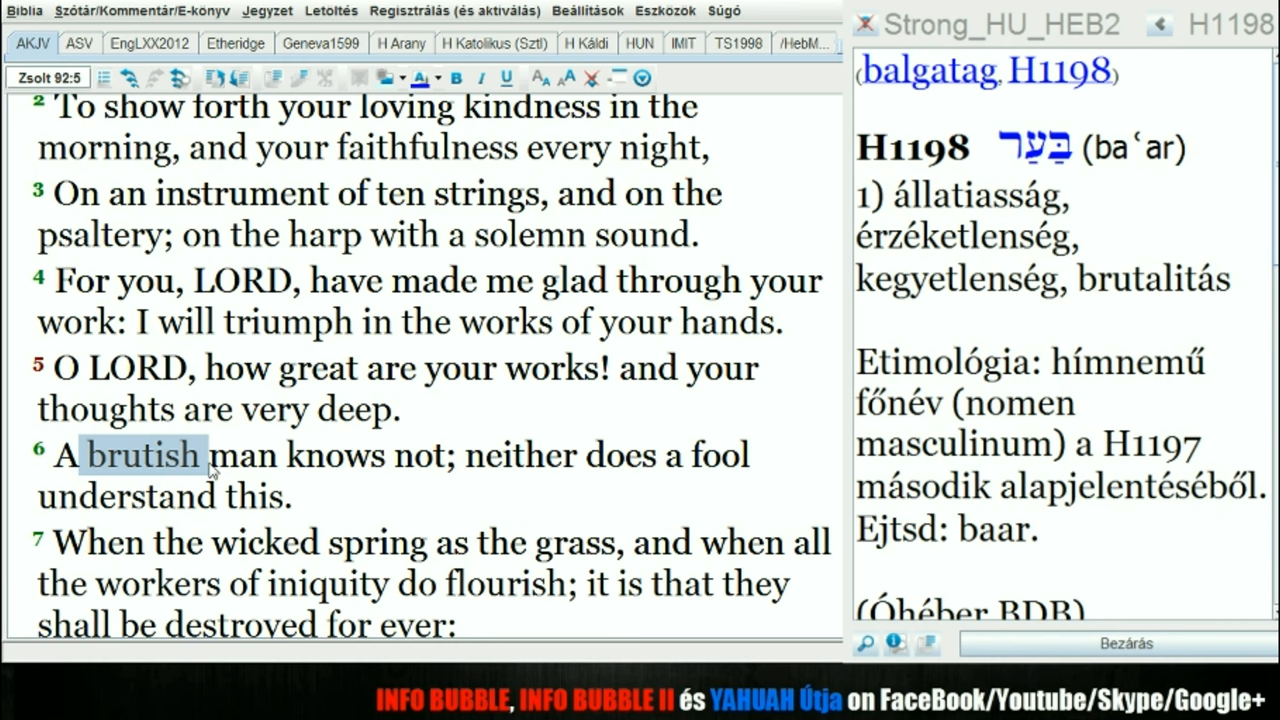 Biblia Szótár/Kommentár/E-könyv Jegyzet Letöltés Regisztrálás (és aktiválás) Beállítások Eszközök Súgó
AKJV ASV EngLXX2012 Etheridge Geneva1599 H Arany H Katolikus (Sztl) H Káldi HUN IMIT TS1998 /HebM...
Zsolt 92:5
2 To show forth your loving kindness in the
morning, and your faithfulness every night,
3 On an instrument of ten strings, and on the
psaltery; on the harp with a solemn sound.
4 For you, LORD, have made me glad through your
work: I will triumph in the works of your hands.
5 O LORD, how great are your works! and your
thoughts are very deep.
6 A brutish man knows not; neither does a fool
understand this.
7 When the wicked spring as the grass, and when all
the workers of iniquity do flourish; it is that they
shall be destroyed for ever:
Strong_HU_HEB2 H1198
(balgatag, H1198)
H1198 בַּעַר (baʿar)
1) állatiasság,
érzéketlenség,
kegyetlenség, brutalitás
Etimológia: hímnemű
főnév (nomen
masculinum) a H1197
második alapjelentéséből.
Ejtsd: baar.
(Óhéber BDB)
Bezárás
INFO BUBBLE, INFO BUBBLE II és YAHUAH Útja on FaceBook/Youtube/Skype/Google+